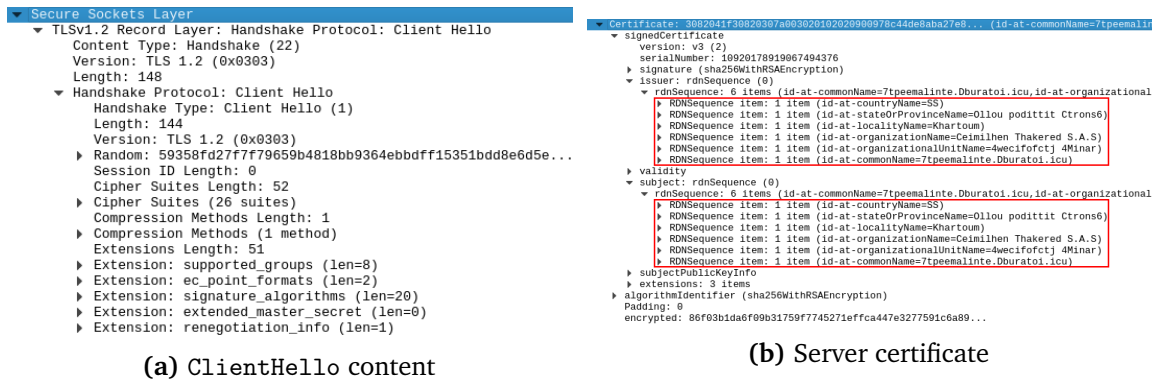 Secure Sockets Layer
TLSv1.2 Record Layer: Handshake Protocol: Client Hello
Content Type: Handshake (22)
Version: TLS 1.2 (0x0303)
Length: 148
Handshake Protocol: Client Hello
Handshake Type: Client Hello (1)
Length: 144
Version: TLS 1.2 (0x0303)
Random: 59358fd27f7f79659b4818bb9364ebbdff15351bdd8e6d5e...
Session ID Length: 0
Cipher Suites Length: 52
Cipher Suites (26 suites)
Compression Methods Length: 1
Compression Methods (1 method)
Extensions Length: 51
Extension: supported_groups (len=8)
Extension: ec_point_formats (len=2)
Extension: signature_algorithms (len=20)
Extension: extended_master_secret (len=0)
Extension: renegotiation_info (len=1)
(a) ClientHello content
Certificate: 3082041f30820307a003020102020900978c44de8aba27e8... (id-at-commonName=7tpeemalin
signedCertificate
version: v3 (2)
serialNumber: 10920178919067494376
signature (sha256WithRSAEncryption)
issuer: rdnSequence (0)
rdnSequence: 6 items (id-at-commonName=7tpeemalinte.Dburatoi.icu,id-at-organizational
RDNSequence item: 1 item (id-at-countryName=SS)
RDNSequence item: 1 item (id-at-stateOrProvinceName=Ollou podittit Ctrons6)
RDNSequence item: 1 item (id-at-localityName=Khartoum)
RDNSequence item: 1 item (id-at-organizationName=Ceimilhen Thakered S.A.S)
RDNSequence item: 1 item (id-at-organizationalUnitName=4wecifofctj 4Minar)
RDNSequence item: 1 item (id-at-commonName=7tpeemalinte.Dburatoi.icu)
validity
subject: rdnSequence (0)
rdnSequence: 6 items (id-at-commonName=7tpeemalinte.Dburatoi.icu,id-at-organizational
RDNSequence item: 1 item (id-at-countryName=SS)
RDNSequence item: 1 item (id-at-stateOrProvinceName=Ollou podittit Ctrons6)
RDNSequence item: 1 item (id-at-localityName=Khartoum)
RDNSequence item: 1 item (id-at-organizationName=Ceimilhen Thakered S.A.S)
RDNSequence item: 1 item (id-at-organizationalUnitName=4wecifofctj 4Minar)
RDNSequence item: 1 item (id-at-commonName=7tpeemalinte.Dburatoi.icu)
subjectPublicKeyInfo
extensions: 3 items
algorithmIdentifier (sha256WithRSAEncryption)
Padding: 0
encrypted: 86f03b1da6f09b31759f7745271effca447e3277591c6a89...
(b) Server certificate